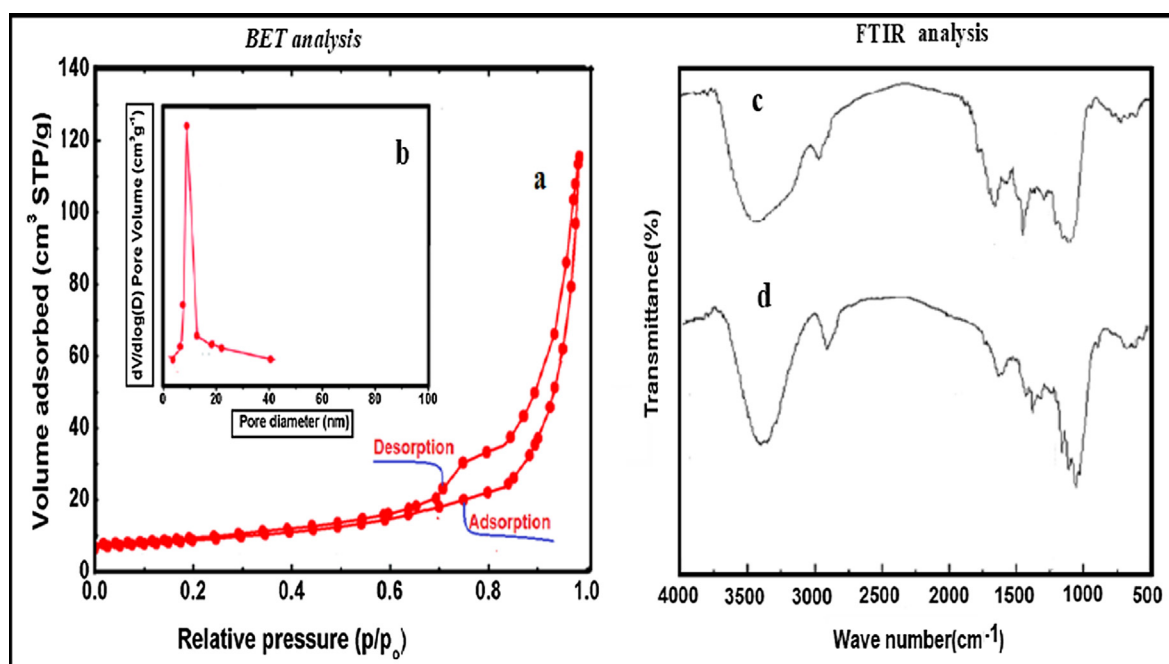 BET analysis
FTIR analysis
Volume adsorbed (cm³ STP/g)
140
120
100
80
60
40
20
0
0.0 0.2 0.4 0.6 0.8 1.0
Relative pressure (p/pₒ)
a
Desorption
Adsorption
b
dV/dlog(D) Pore Volume (cm³g⁻¹)
0 20 40 60 80 100
Pore diameter (nm)
c
d
Transmittance(%)
4000 3500 3000 2500 2000 1500 1000 500
Wave number(cm⁻¹)